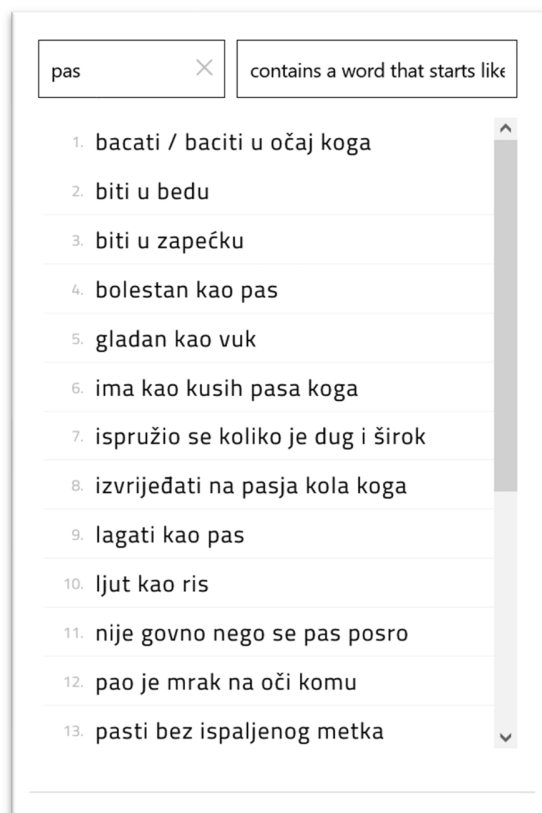 pas
contains a word that starts like
1. bacati / baciti u očaj koga
2. biti u bedu
3. biti u zapećku
4. bolestan kao pas
5. gladan kao vuk
6. ima kao kusih pasa koga
7. ispružio se koliko je dug i širok
8. izvrijeđati na pasja kola koga
9. lagati kao pas
10. ljut kao ris
11. nije govno nego se pas posro
12. pao je mrak na oči komu
13. pasti bez ispaljenog metka